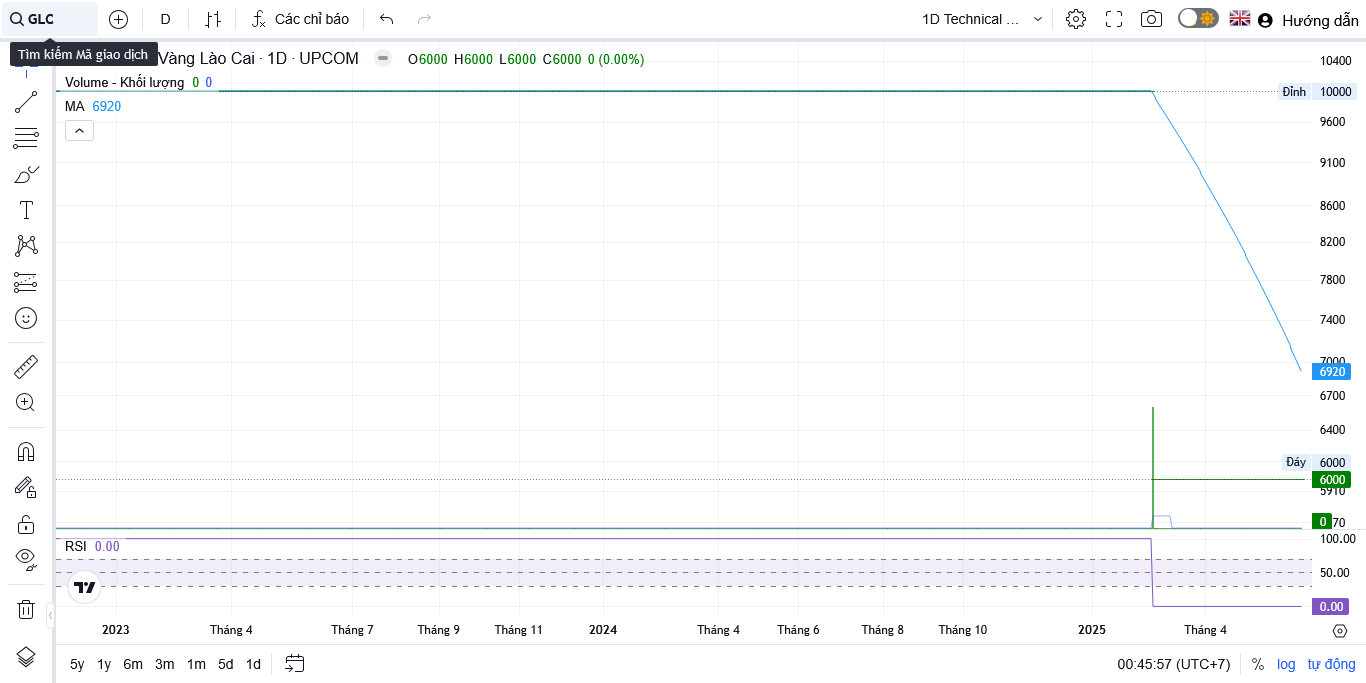 GLC
D
Các chỉ báo
1D Technical ...
Hướng dẫn
Tìm kiếm Mã giao dịch
Vàng Lào Cai · 1D · UPCOM
O6000 H6000 L6000 C6000 0 (0.00%)
Volume - Khối lượng 0 0
MA 6920
10400
Đỉnh 10000
9600
9100
8600
8200
7800
7400
7000
6920
6700
6400
Đáy 6000
6000
5910
0
70
RSI 0.00
100.00
50.00
0.00
2023 Tháng 4 Tháng 7 Tháng 9 Tháng 11 2024 Tháng 4 Tháng 6 Tháng 8 Tháng 10 2025 Tháng 4
5y 1y 6m 3m 1m 5d 1d
00:45:57 (UTC+7) % log tự động